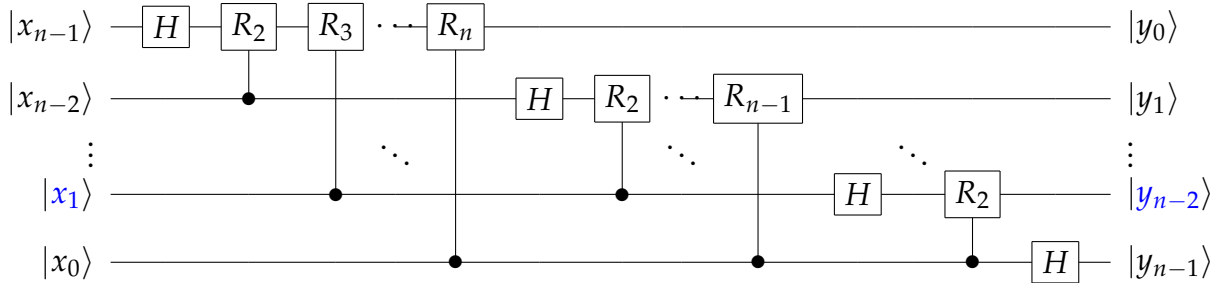 |x_{n-1}⟩ H R_2 R_3 ⋯ R_n |y_0⟩
|x_{n-2}⟩ H R_2 ⋯ R_{n-1} |y_1⟩
⋮ ⋱ ⋱ ⋱ ⋮
|x_1⟩ H R_2 |y_{n-2}⟩
|x_0⟩ H |y_{n-1}⟩